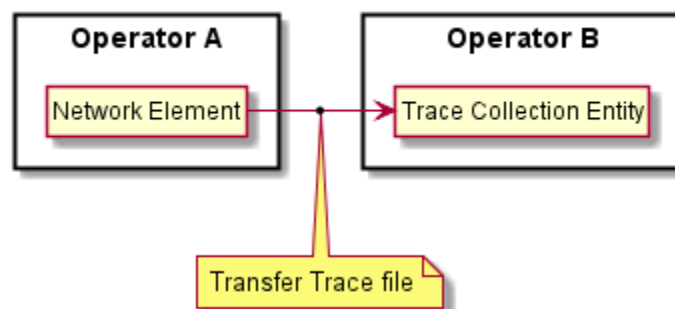 Operator A
Operator B
Network Element
Trace Collection Entity
Transfer Trace file